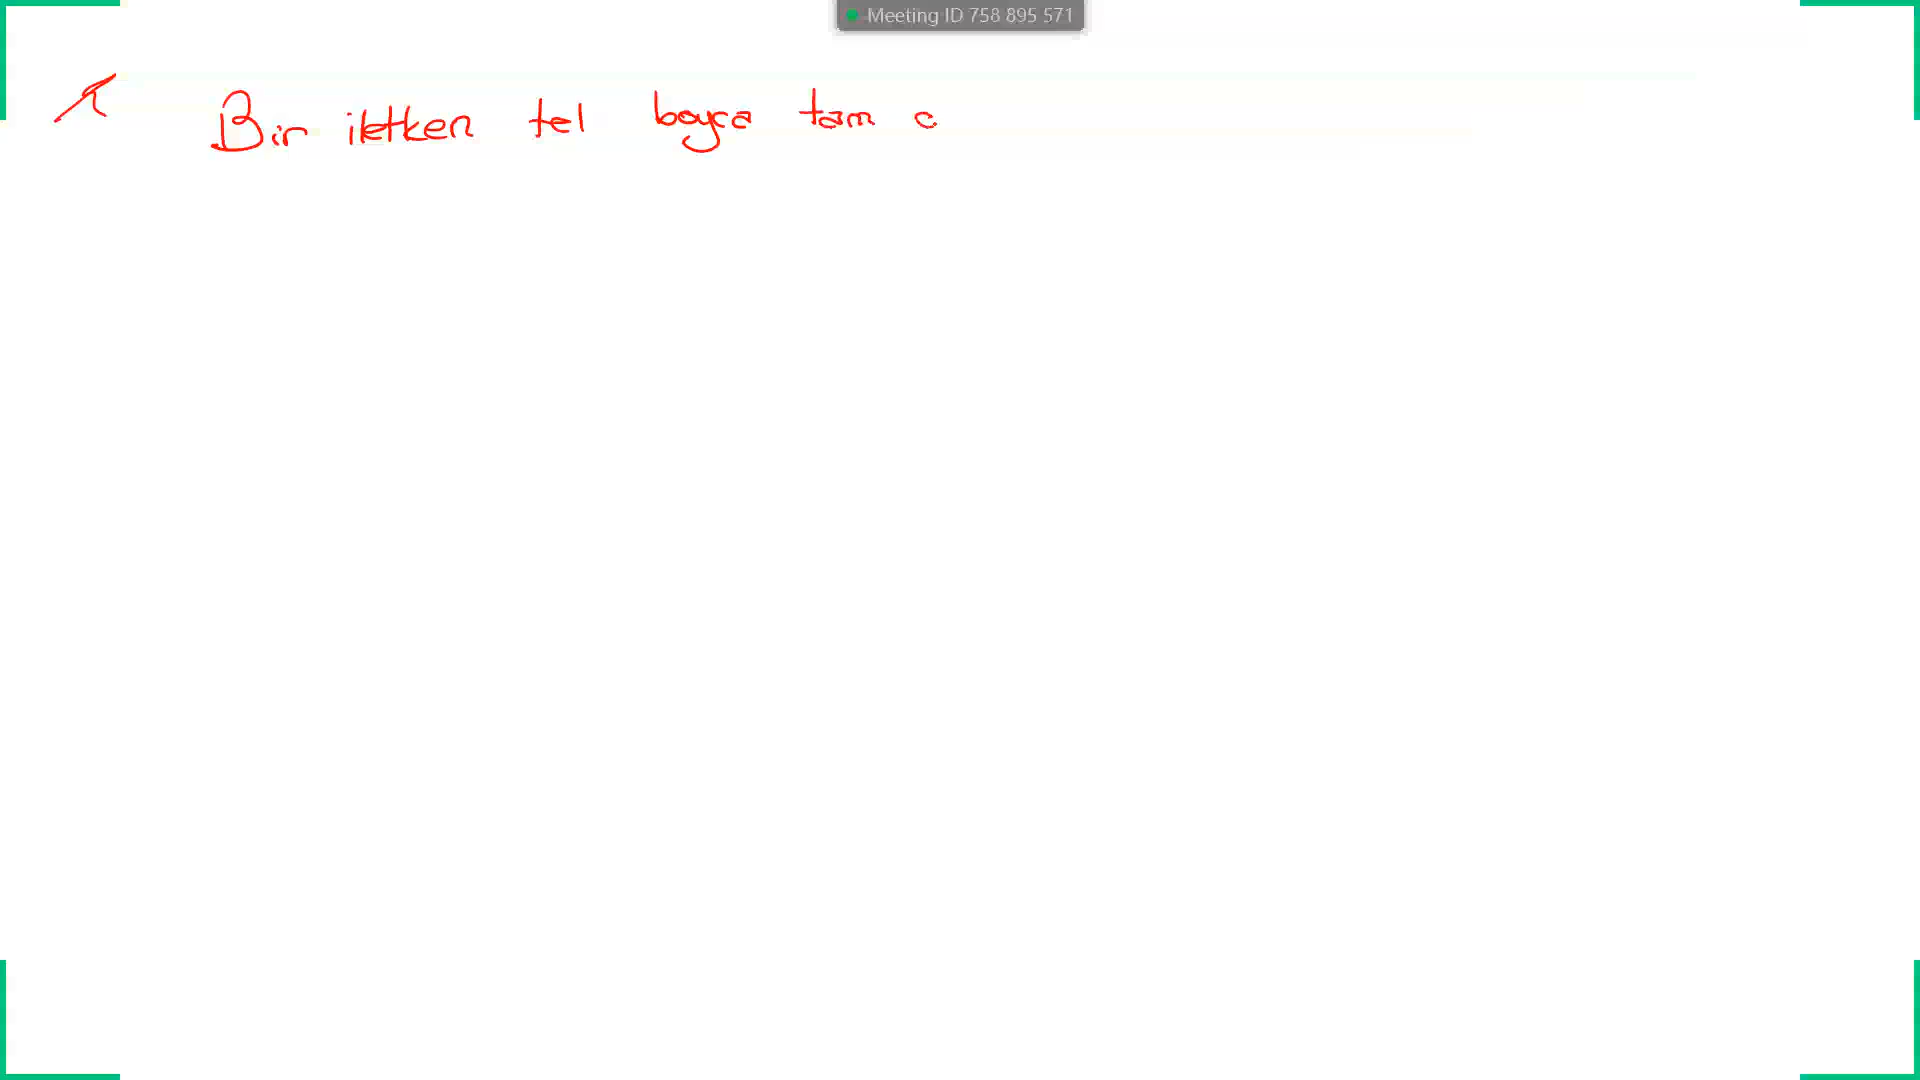 Meeting ID 758 895 571
Bir iletken tel boyca tam o